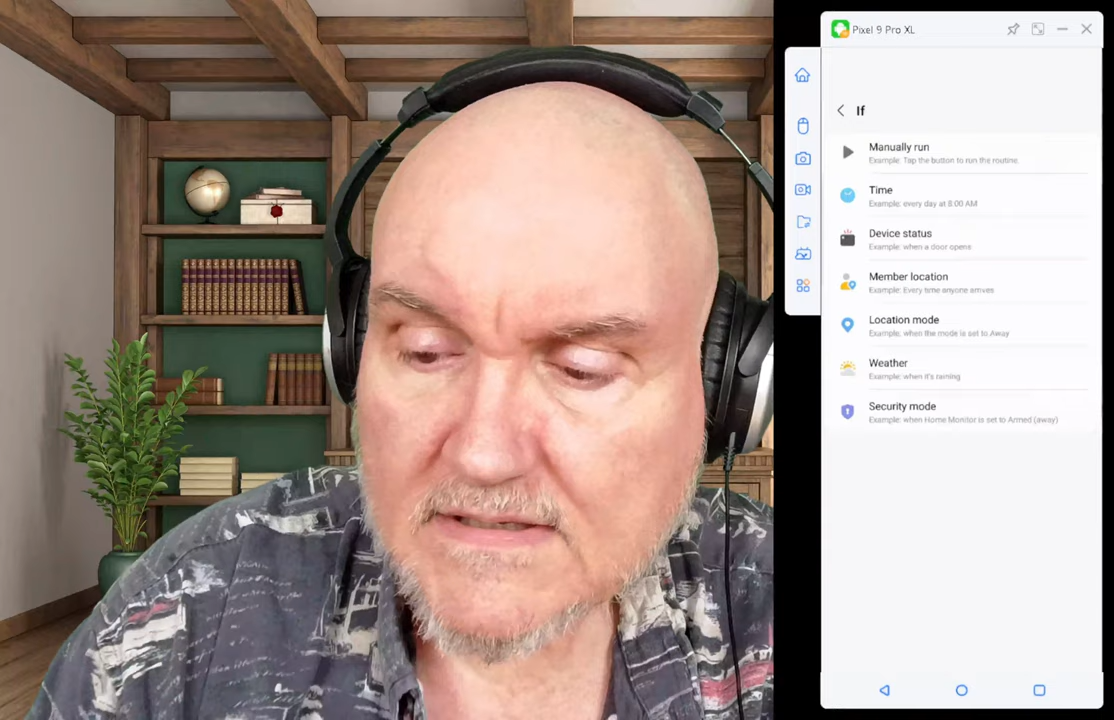 Pixel 9 Pro XL
If
Manually run
Example: Tap the button to run the routine.
Time
Example: every day at 8:00 AM
Device status
Example: when a door opens
Member location
Example: Every time anyone arrives
Location mode
Example, when the mode is set to Away
Weather
Example: when it's raining
Security mode
Example: when Home Monitor is set to Armed (away)